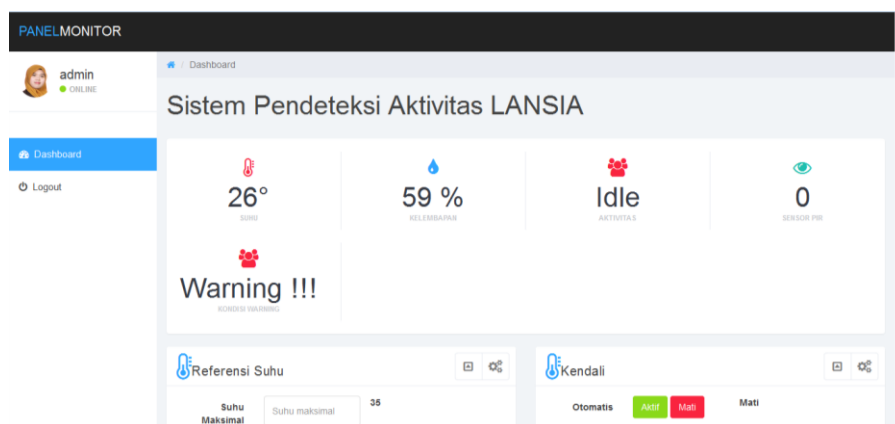 PANELMONITOR
admin
ONLINE
Dashboard
Logout
/ Dashboard
Sistem Pendeteksi Aktivitas LANSIA
26°
SUHU
59 %
KELEMBAPAN
Idle
AKTIVITAS
0
SENSOR PIR
Warning !!!
KONDISI WARNING
Referensi Suhu
Suhu Maksimal
Suhu maksimal
35
Kendali
Otomatis
Aktif
Mati
Mati